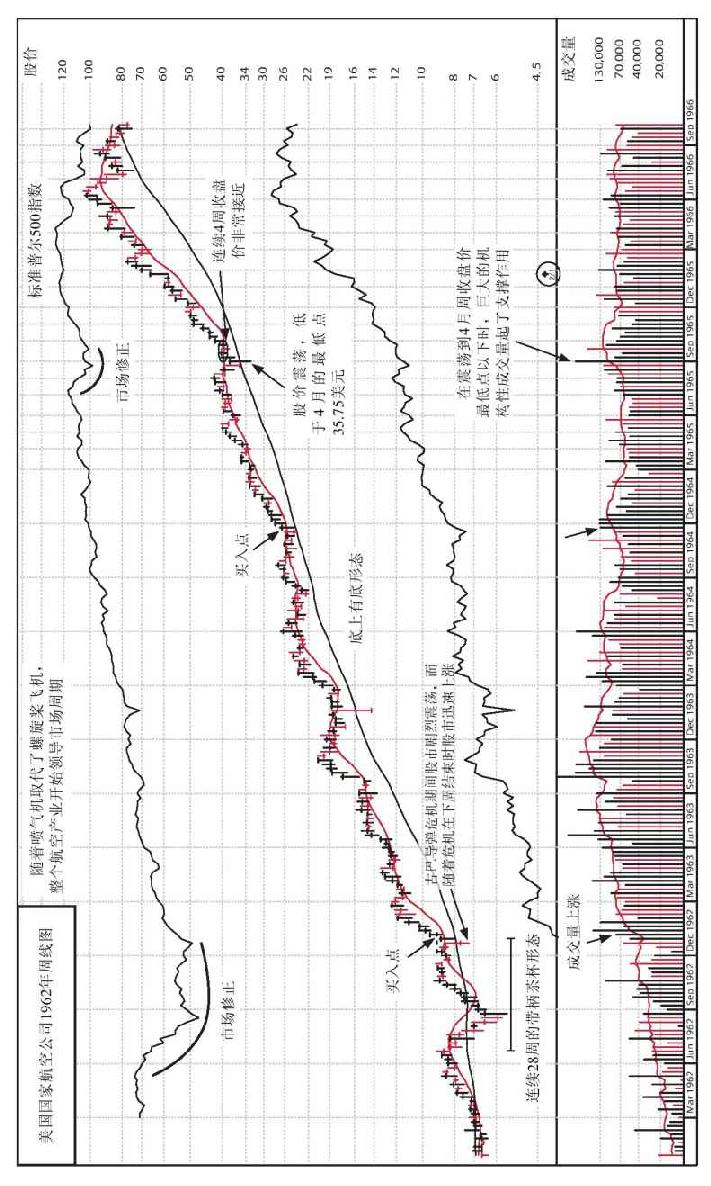 美国国家航空公司1962年周线图
随着喷气机取代了螺旋桨飞机，
整个航空产业开始领导市场周期
标准普尔500指数
股价
120
100
80
70
60
50
40
34
30
26
22
19
16
14
12
10
8
7
6
4.5
市场修正
市场修正
买入点
买入点
底上有底形态
连续4周收盘
价非常接近
股价震荡，低
于4月的最低点
35.75美元
古巴导弹危机期间股市剧烈震荡，而
随着危机在下周结束时股市迅速上涨
连续28周的带柄茶杯形态
在震荡到4月周收盘价
最低点以下时，巨大的机
构性成交量起了支撑作用
成交量上涨
成交量
130,000
70,000
40,000
20,000
Mar 1962
Jun 1962
Sep 1962
Dec 1962
Mar 1963
Jun 1963
Sep 1963
Dec 1963
Mar 1964
Jun 1964
Sep 1964
Dec 1964
Mar 1965
Jun 1965
Sep 1965
Dec 1965
Mar 1966
Jun 1966
Sep 1966